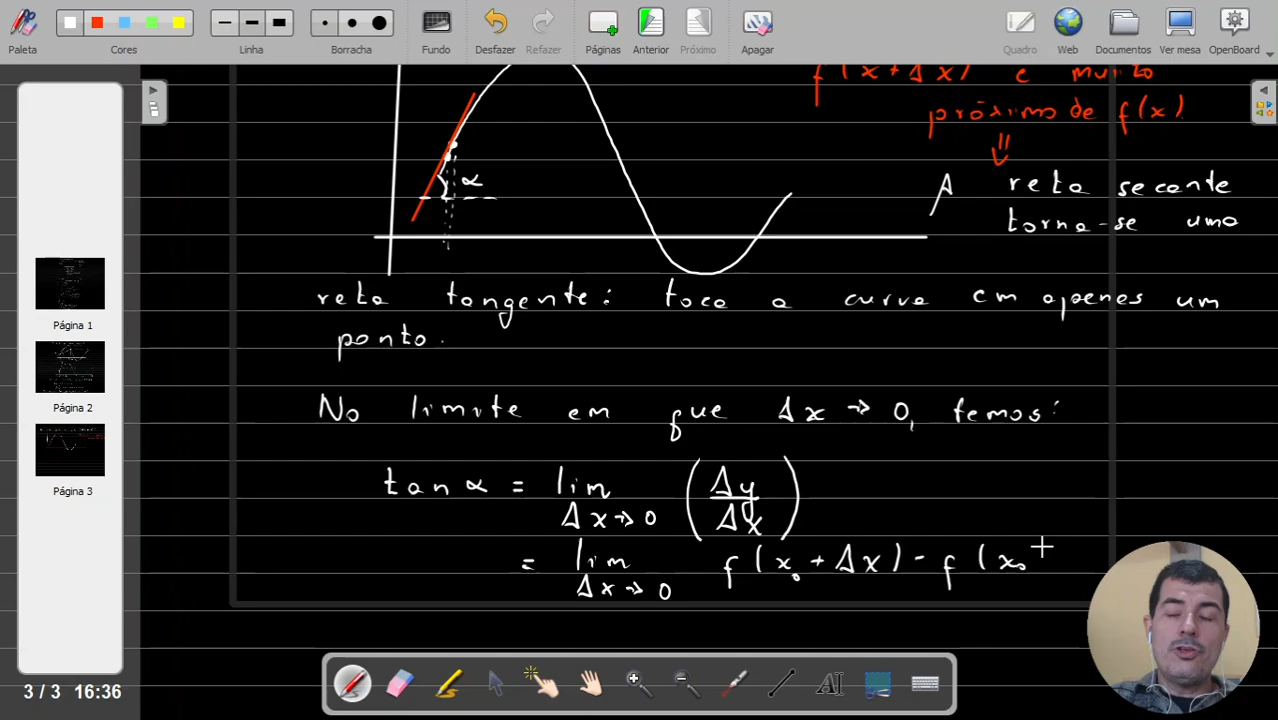 Paleta
Cores
Linha
Borracha
Fundo
Desfazer
Refazer
Páginas
Anterior
Próximo
Apagar
Quadro
Web
Documentos
Ver mesa
OpenBoard
f(x+Δx) e muito
próximo de f(x)
⇓
A reta secante
torna-se uma
α
reta tangente: toca a curva em apenas um
ponto.
No limite em que Δx → 0, temos:
tan α = lim (Δy/Δx)
Δx → 0
= lim f(x₀ + Δx) - f(x₀
Δx → 0
Página 1
Página 2
Página 3
3 / 3 16:36